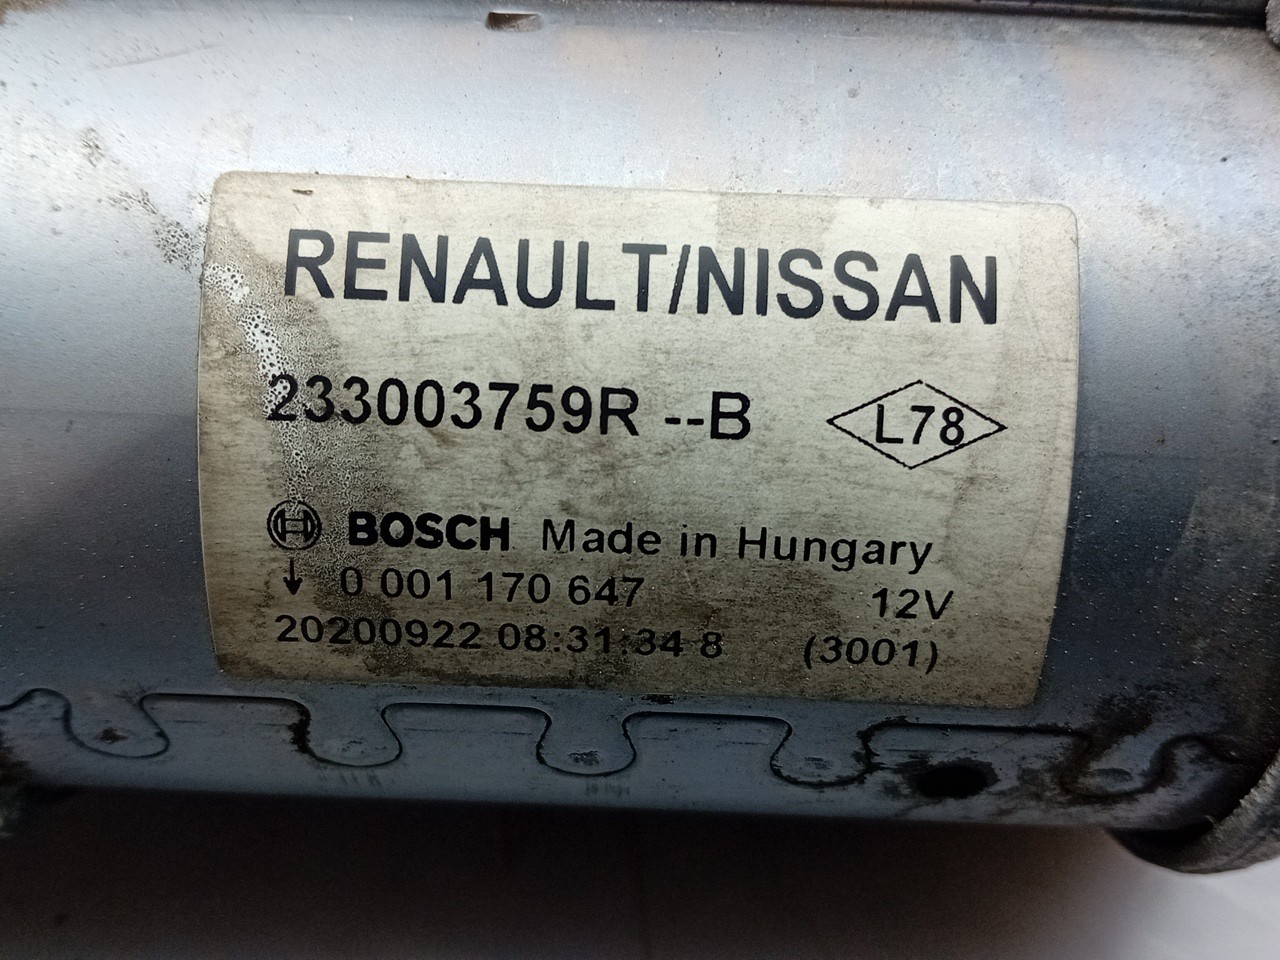 RENAULT/NISSAN
233003759R --B
L78
BOSCH Made in Hungary
0 001 170 647 12V
20200922 08:31:34 8 (3001)